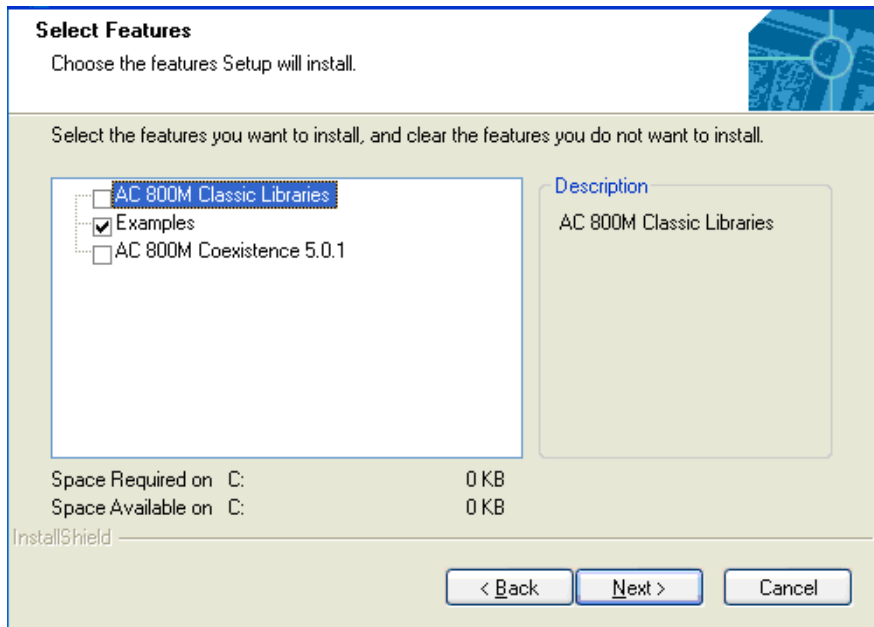 Select Features
Choose the features Setup will install.
Select the features you want to install, and clear the features you do not want to install.
AC 800M Classic Libraries
Examples
AC 800M Coexistence 5.0.1
Description
AC 800M Classic Libraries
Space Required on C: 0 KB
Space Available on C: 0 KB
InstallShield
< Back Next > Cancel